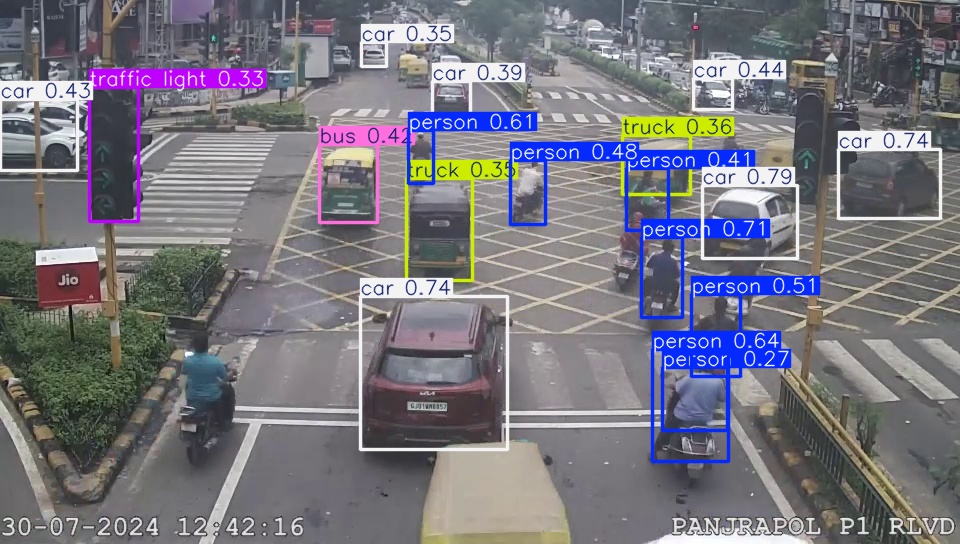 car 0.35
car 0.39
car 0.44
traffic light 0.33
car 0.43
person 0.61
truck 0.36
bus 0.42
car 0.74
person 0.48
person 0.41
truck 0.35
car 0.79
person 0.71
Jio
car 0.74
person 0.51
person 0.64
person 0.27
KIA
30-07-2024 12:42:16
PANJRAPOL P1 RLVD